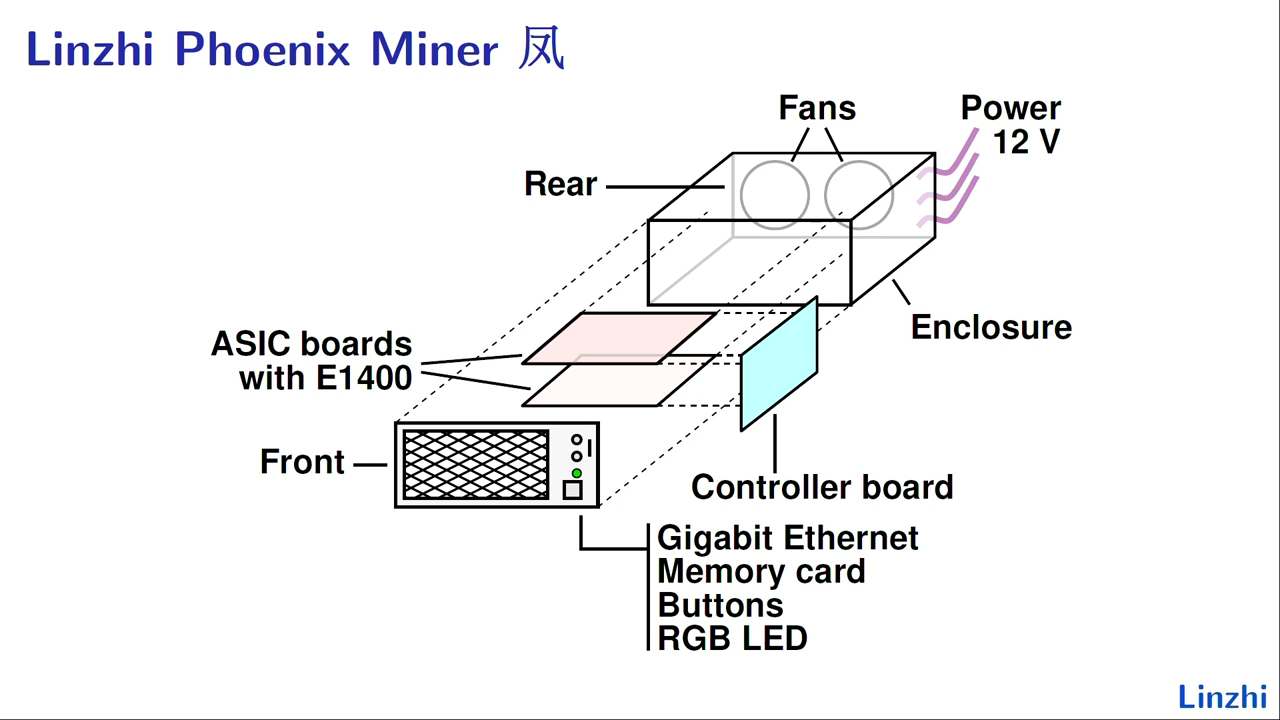 Linzhi Phoenix Miner 凤
Fans
Power
12 V
Rear
Enclosure
ASIC boards
with E1400
Front
Controller board
Gigabit Ethernet
Memory card
Buttons
RGB LED
Linzhi